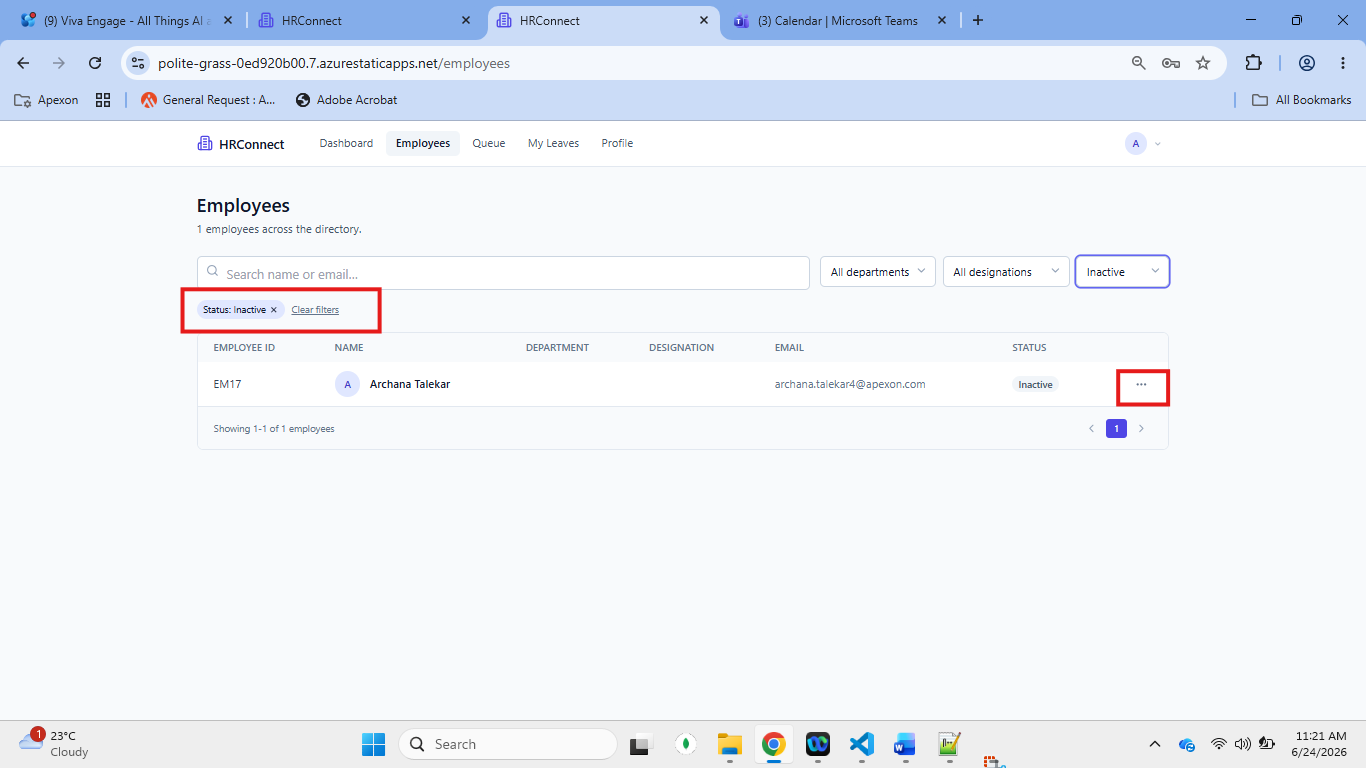 (9) Viva Engage - All Things AI a
HRConnect
HRConnect
(3) Calendar | Microsoft Teams
polite-grass-0ed920b00.7.azurestaticapps.net/employees
Apexon
General Request : A...
Adobe Acrobat
All Bookmarks
HRConnect
Dashboard
Employees
Queue
My Leaves
Profile
A
Employees
1 employees across the directory.
Search name or email...
All departments
All designations
Inactive
Status: Inactive ×
Clear filters
EMPLOYEE ID NAME DEPARTMENT DESIGNATION EMAIL STATUS
EM17 A Archana Talekar archana.talekar4@apexon.com Inactive ...
Showing 1-1 of 1 employees
1
1
23°C
Cloudy
Search
11:21 AM
6/24/2026